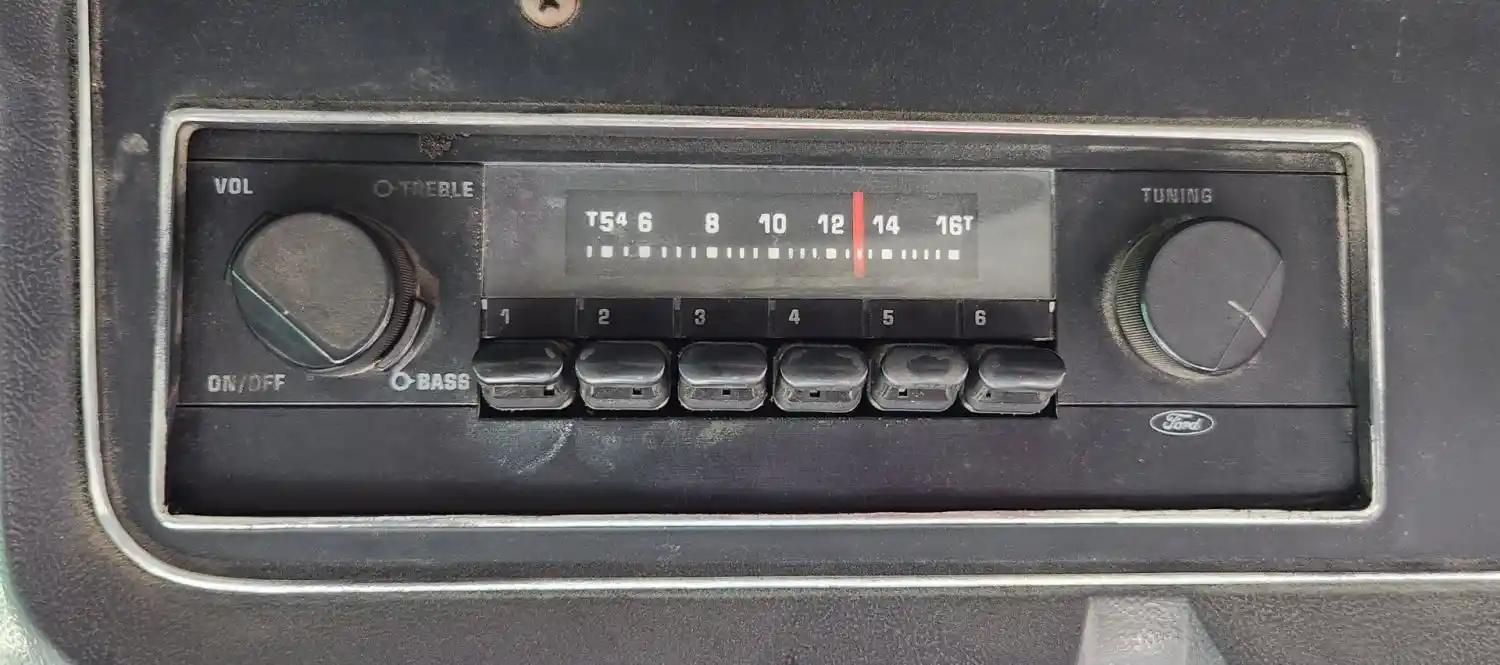 VOL
TREBLE
TUNING
T54 6 8 10 12 14 16T
1 2 3 4 5 6
ON/OFF
BASS
Ford